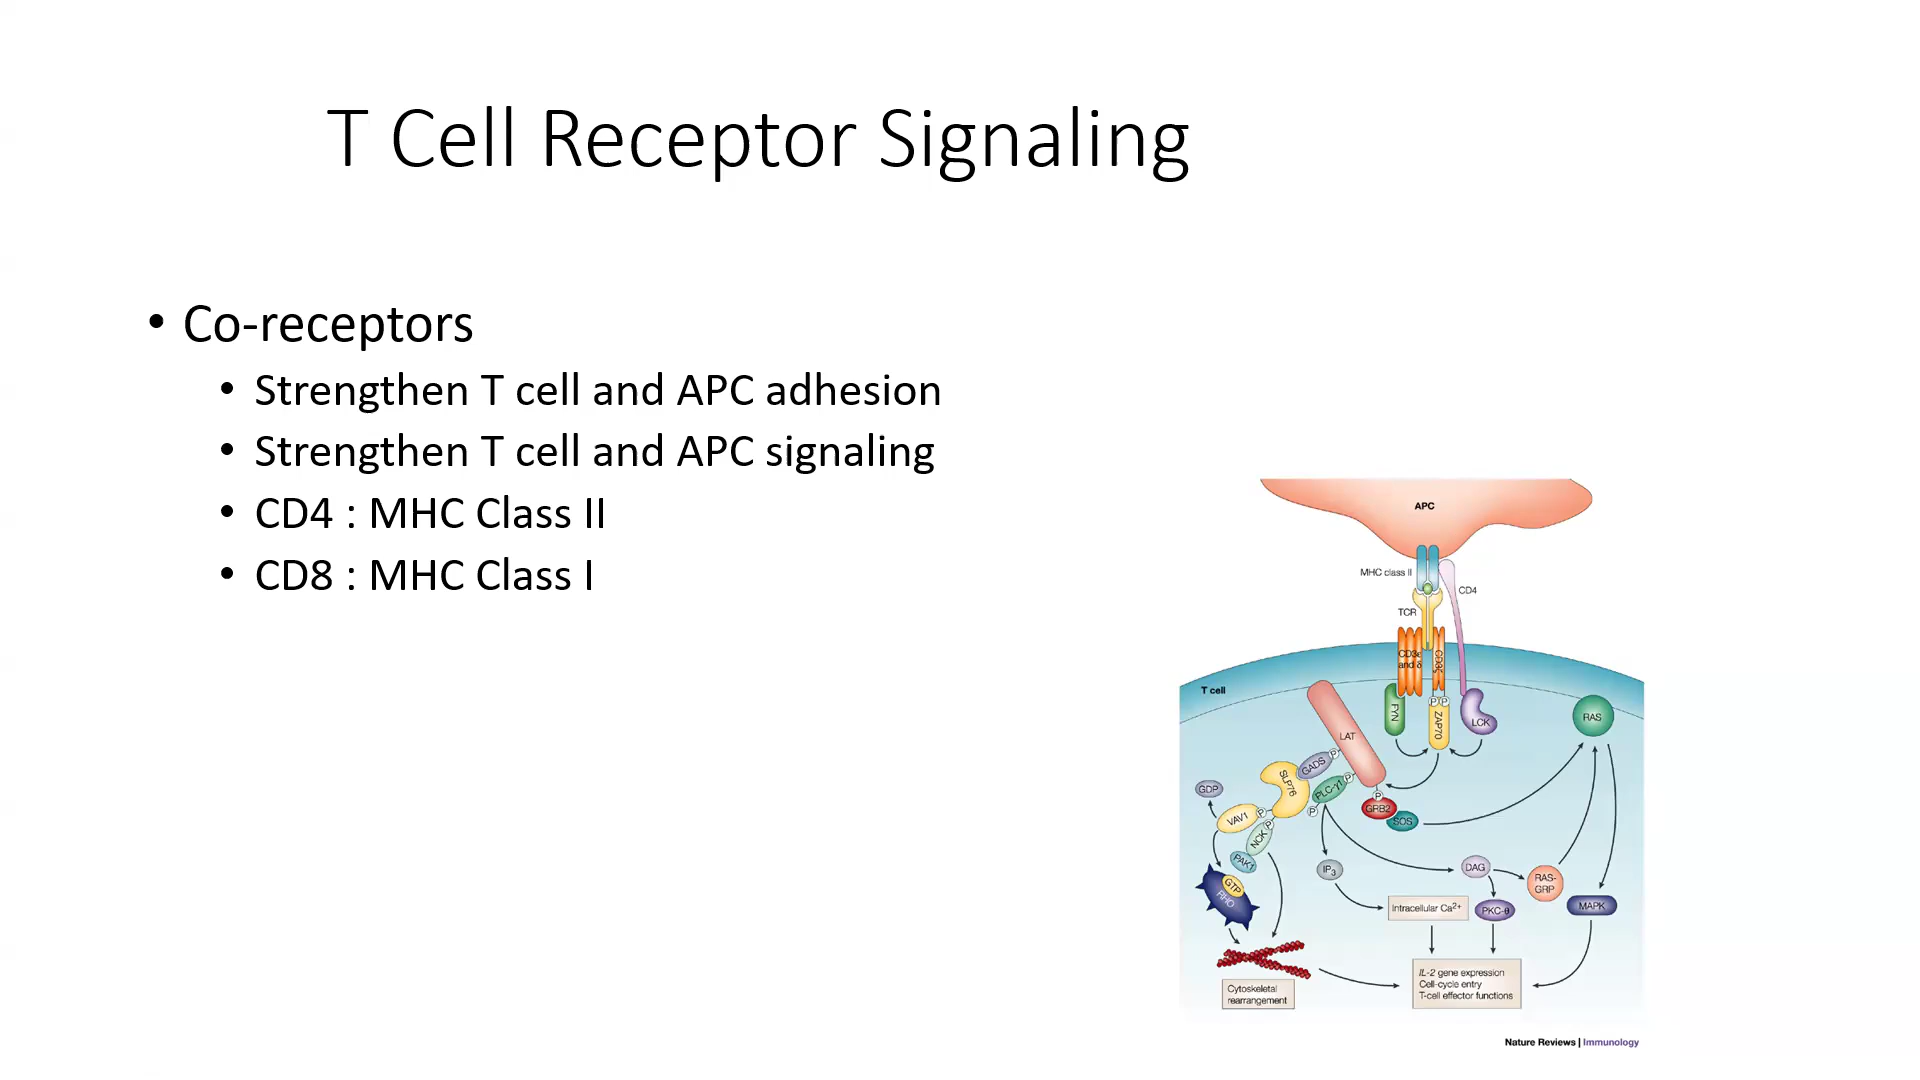 T Cell Receptor Signaling
• Co-receptors
• Strengthen T cell and APC adhesion
• Strengthen T cell and APC signaling
• CD4 : MHC Class II
• CD8 : MHC Class I
APC
MHC class II
CD4
TCR
CD3ε
and δ
CD3ζ
T cell
FYN
P P
ZAP70
LCK
RAS
LAT
GADS
P
SLP76
PLC-γ1
P
P
GDP
VAV1
P
P
P
GRB2
SOS
NCK
PAK1
IP3
DAG
RAS-
GRP
GTP
RHO
Intracellular Ca2+
PKC-θ
MAPK
IL-2 gene expression
Cell-cycle entry
T-cell effector functions
Cytoskeletal
rearrangement
Nature Reviews | Immunology